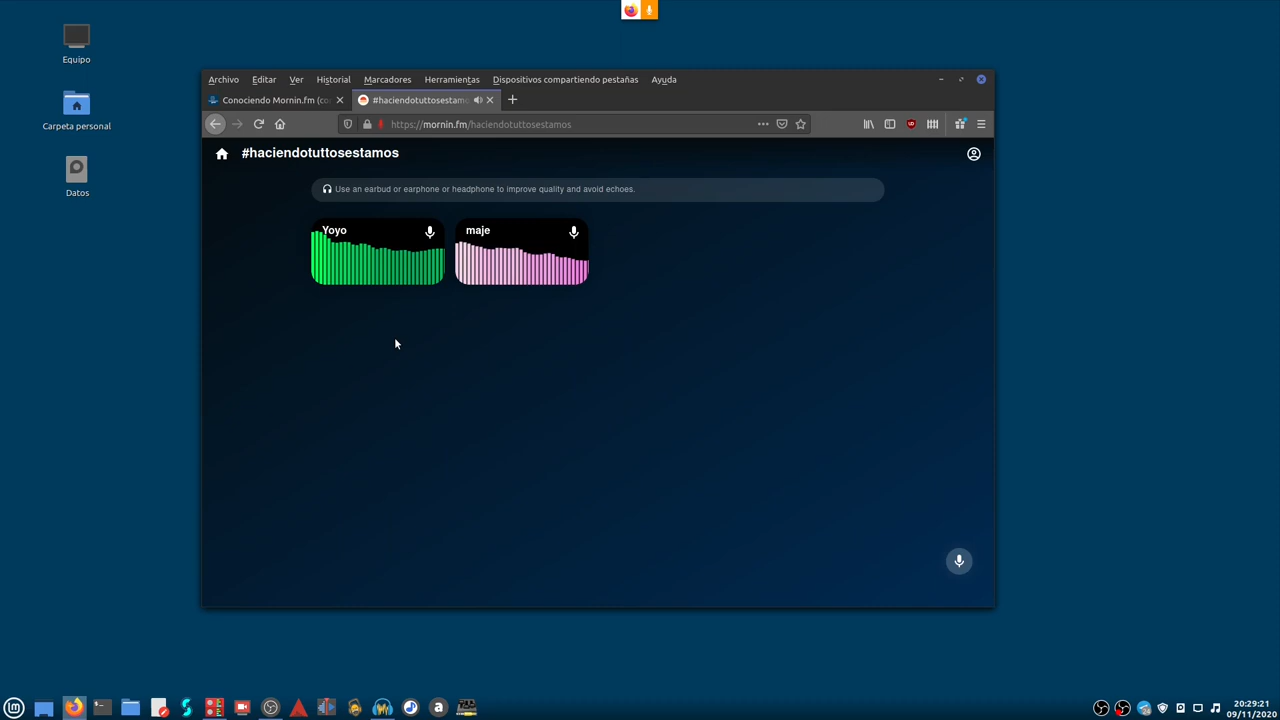 Equipo
Carpeta personal
Datos
Archivo Editar Ver Historial Marcadores Herramientas Dispositivos compartiendo pestañas Ayuda
Conociendo Mornin.fm (co
#haciendotuttosestamo
https://mornin.fm/haciendotuttosestamos
#haciendotuttosestamos
Use an earbud or earphone or headphone to improve quality and avoid echoes.
Yoyo
maje
20:29:21
09/11/2020